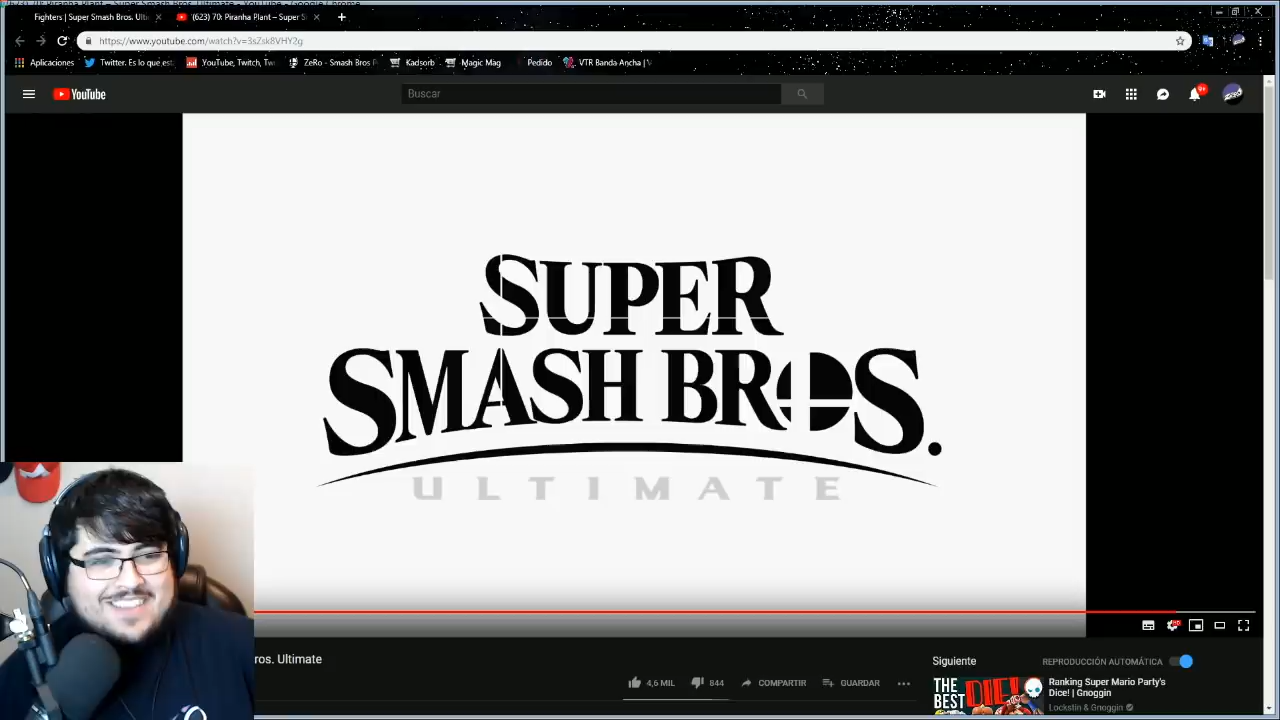 Fighters | Super Smash Bros. Ult
(623) 70: Piranha Plant – Super S
https://www.youtube.com/watch?v=3sZsk8VHY2g
Aplicaciones
Twitter. Es lo que est
YouTube, Twitch, Tw
ZeRo - Smash Bros P
Kadsorb
Magic Mag
Pedido
VTR Banda Ancha | V
YouTube
Buscar
9+
SUPER
SMASH BROS.
ULTIMATE
ros. Ultimate
4,6 MIL
844
COMPARTIR
GUARDAR
Siguiente
REPRODUCCIÓN AUTOMÁTICA
THE
BEST
DIE!
Ranking Super Mario Party's
Dice! | Gnoggin
Lockstin & Gnoggin